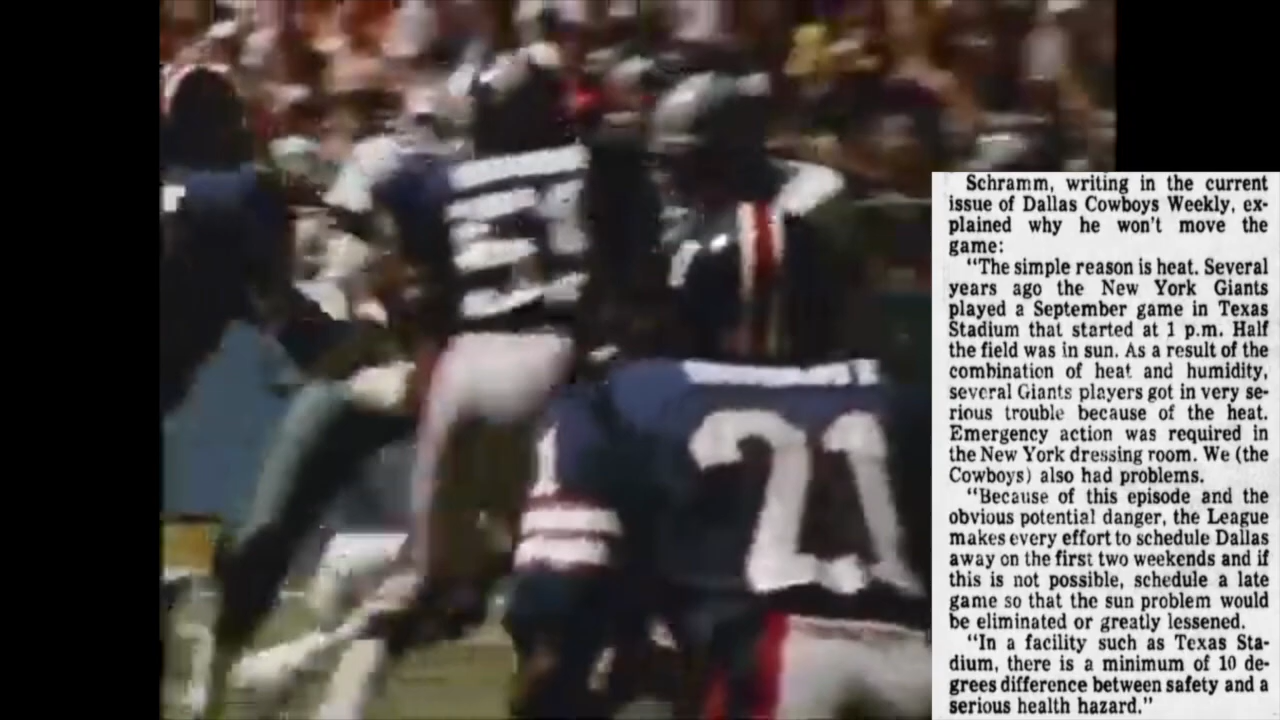 21
1
Schramm, writing in the current
issue of Dallas Cowboys Weekly, ex-
plained why he won't move the
game:
"The simple reason is heat. Several
years ago the New York Giants
played a September game in Texas
Stadium that started at 1 p.m. Half
the field was in sun. As a result of the
combination of heat and humidity,
several Giants players got in very se-
rious trouble because of the heat.
Emergency action was required in
the New York dressing room. We (the
Cowboys) also had problems.
"Because of this episode and the
obvious potential danger, the League
makes every effort to schedule Dallas
away on the first two weekends and if
this is not possible, schedule a late
game so that the sun problem would
be eliminated or greatly lessened.
"In a facility such as Texas Sta-
dium, there is a minimum of 10 de-
grees difference between safety and a
serious health hazard."